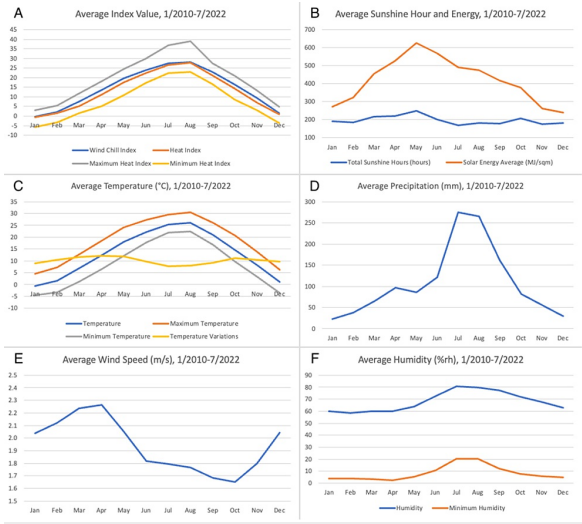 A
Average Index Value, 1/2010-7/2022
45
40
35
30
25
20
15
10
5
0
-5
-10
Jan Feb Mar Apr May Jun Jul Aug Sep Oct Nov Dec
Wind Chill Index Heat Index
Maximum Heat Index Minimum Heat Index
B
Average Sunshine Hour and Energy, 1/2010-7/2022
700
600
500
400
300
200
100
Jan Feb Mar Apr May Jun Jul Aug Sep Oct Nov Dec
Total Sunshine Hours (hours) Solar Energy Average (MJ/sqm)
C
Average Temperature (°C), 1/2010-7/2022
35
30
25
20
15
10
5
0
-5
-10
Jan Feb Mar Apr May Jun Jul Aug Sep Oct Nov Dec
Temperature Maximum Temperature
Minimum Temperature Temperature Variations
D
Average Precipitation (mm), 1/2010-7/2022
300
250
200
150
100
50
0
Jan Feb Mar Apr May Jun Jul Aug Sep Oct Nov Dec
E
Average Wind Speed (m/s), 1/2010-7/2022
2.5
2.4
2.3
2.2
2.1
2.0
1.9
1.8
1.7
1.6
1.5
Jan Feb Mar Apr May Jun Jul Aug Sep Oct Nov Dec
F
Average Humidity (%rh), 1/2010-7/2022
90
80
70
60
50
40
30
20
10
0
Jan Feb Mar Apr May Jun Jul Aug Sep Oct Nov Dec
Humidity Minimum Humidity